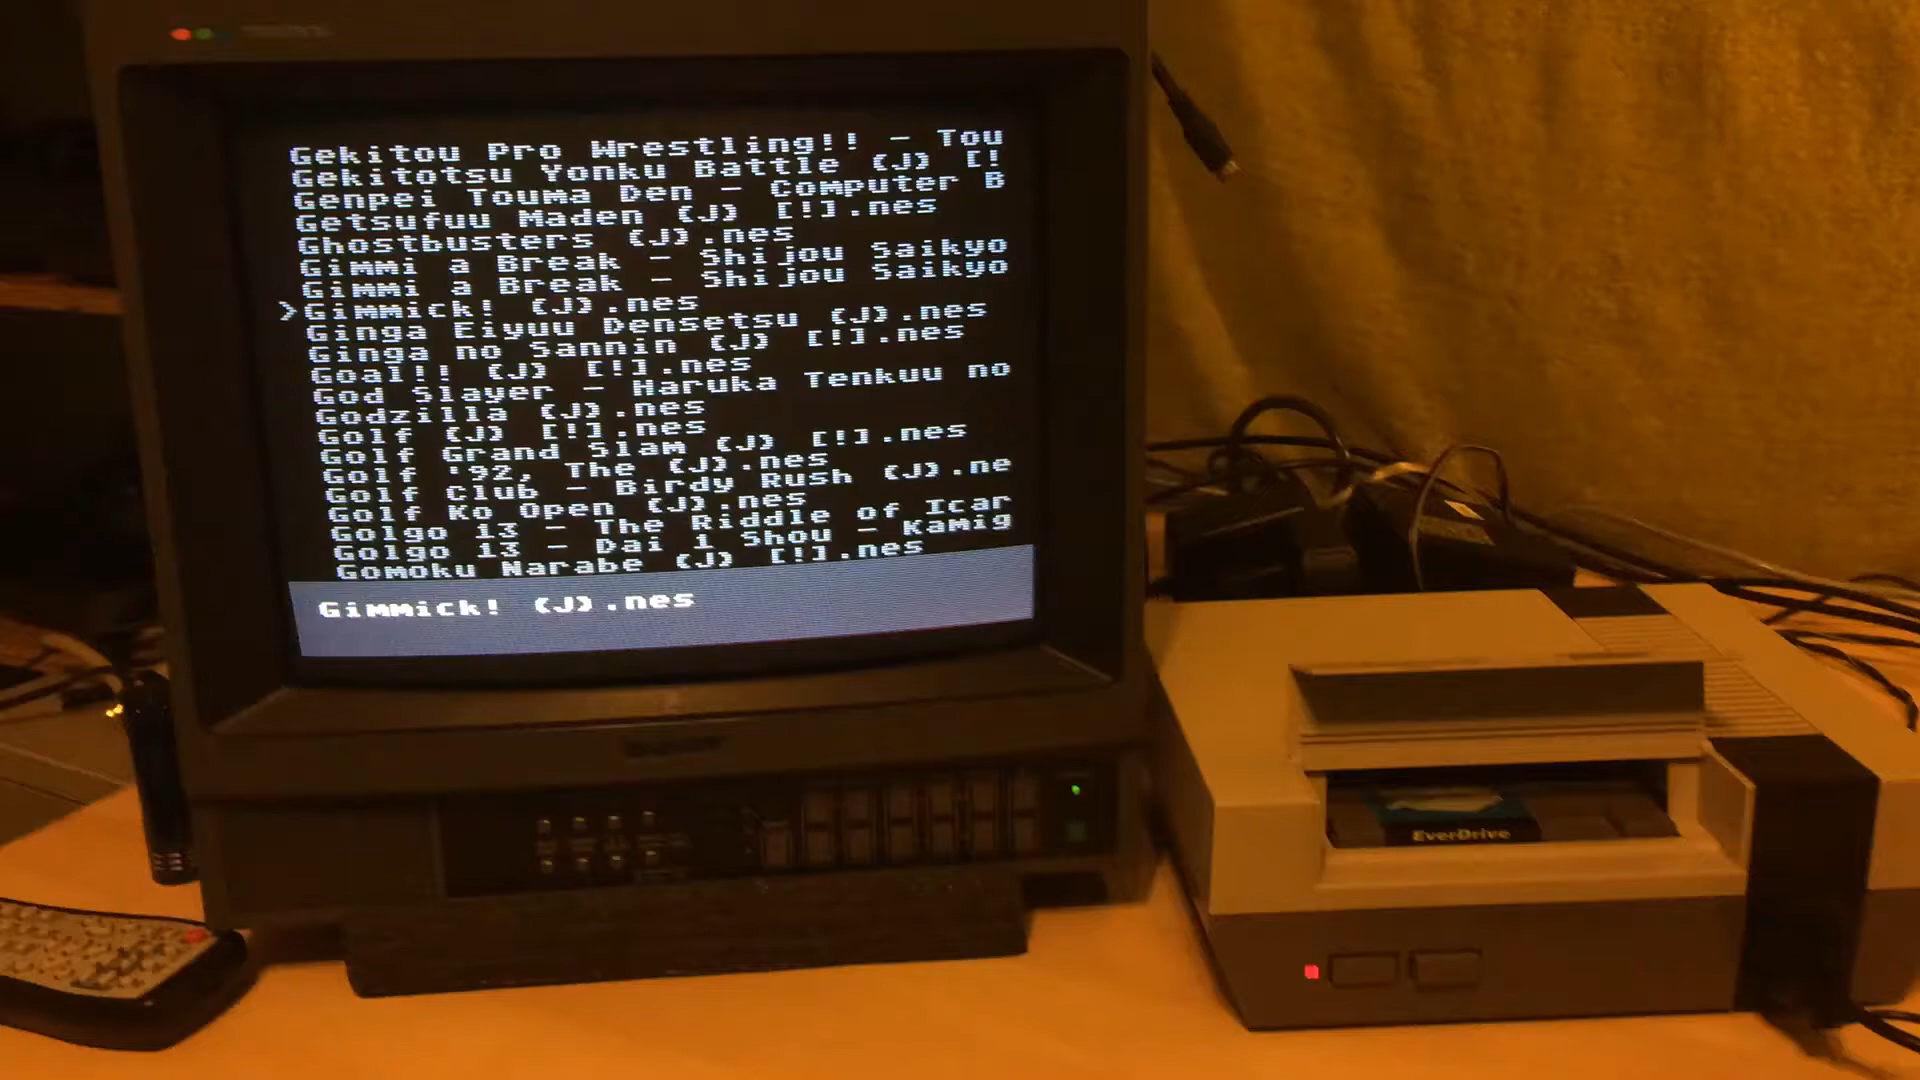 Gekitou Pro Wrestling!! - Tou
Gekitotsu Yonku Battle (J) [!
Genpei Touma Den - Computer B
Getsufuu Maden (J) [!].nes
Ghostbusters (J).nes
Gimmi a Break - Shijou Saikyo
Gimmi a Break - Shijou Saikyo
>Gimmick! (J).nes
Ginga Eiyuu Densetsu (J).nes
Ginga no Sannin (J) [!].nes
Goal!! (J) [!].nes
God Slayer - Haruka Tenkuu no
Godzilla (J).nes
Golf (J) [!].nes
Golf Grand Slam (J) [!].nes
Golf '92, The (J).nes
Golf Club - Birdy Rush (J).ne
Golf Ko Open (J).nes
Golgo 13 - The Riddle of Icar
Golgo 13 - Dai 1 Shou - Kamig
Gomoku Narabe (J) [!].nes
Gimmick! (J).nes
SONY
EverDrive